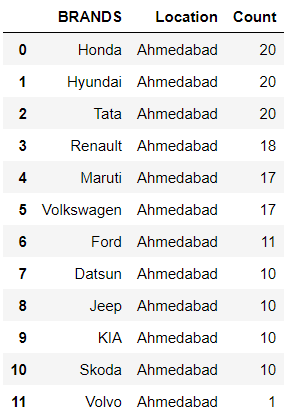 BRANDS Location Count
0 Honda Ahmedabad 20
1 Hyundai Ahmedabad 20
2 Tata Ahmedabad 20
3 Renault Ahmedabad 18
4 Maruti Ahmedabad 17
5 Volkswagen Ahmedabad 17
6 Ford Ahmedabad 11
7 Datsun Ahmedabad 10
8 Jeep Ahmedabad 10
9 KIA Ahmedabad 10
10 Skoda Ahmedabad 10
11 Volvo Ahmedabad 1